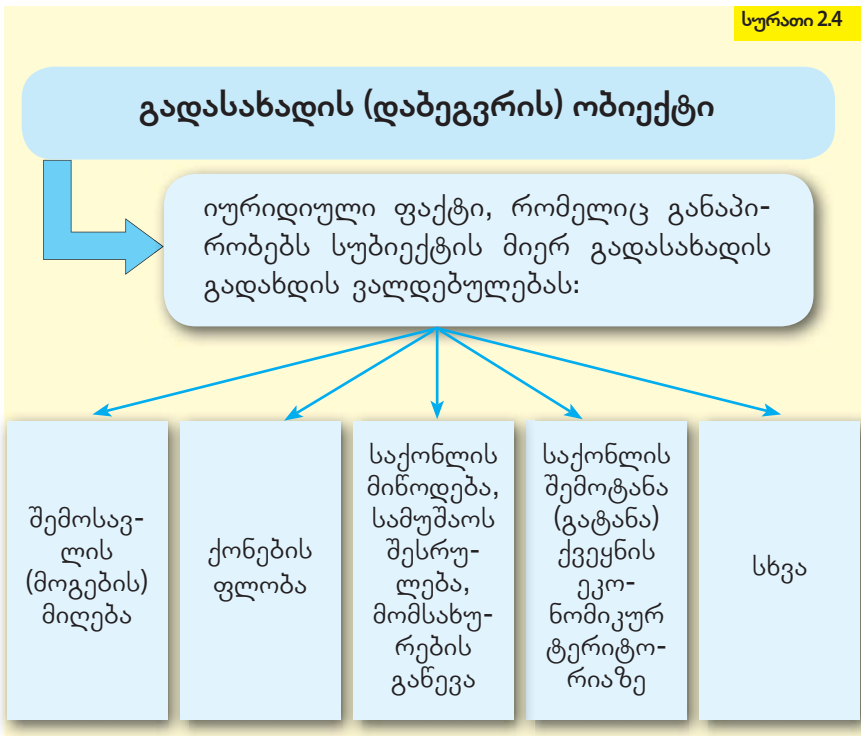 სურათი 2.4
გადასახადის (დაბეგვრის) ობიექტი
იურიდიული ფაქტი, რომელიც განაპი-
რობებს სუბიექტის მიერ გადასახადის
გადახდის ვალდებულებას:
შემოსავ-
ლის
(მოგების)
მიღება
ქონების
ფლობა
საქონლის
მიწოდება,
სამუშაოს
შესრუ-
ლება,
მომსახუ-
რების
გაწევა
საქონლის
შემოტანა
(გატანა)
ქვეყნის
ეკო-
ნომიკურ
ტერიტო-
რიაზე
სხვა